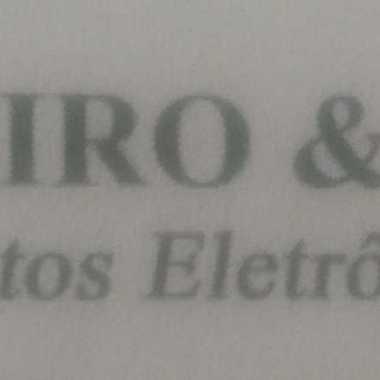 IRO &
tos Eletrô